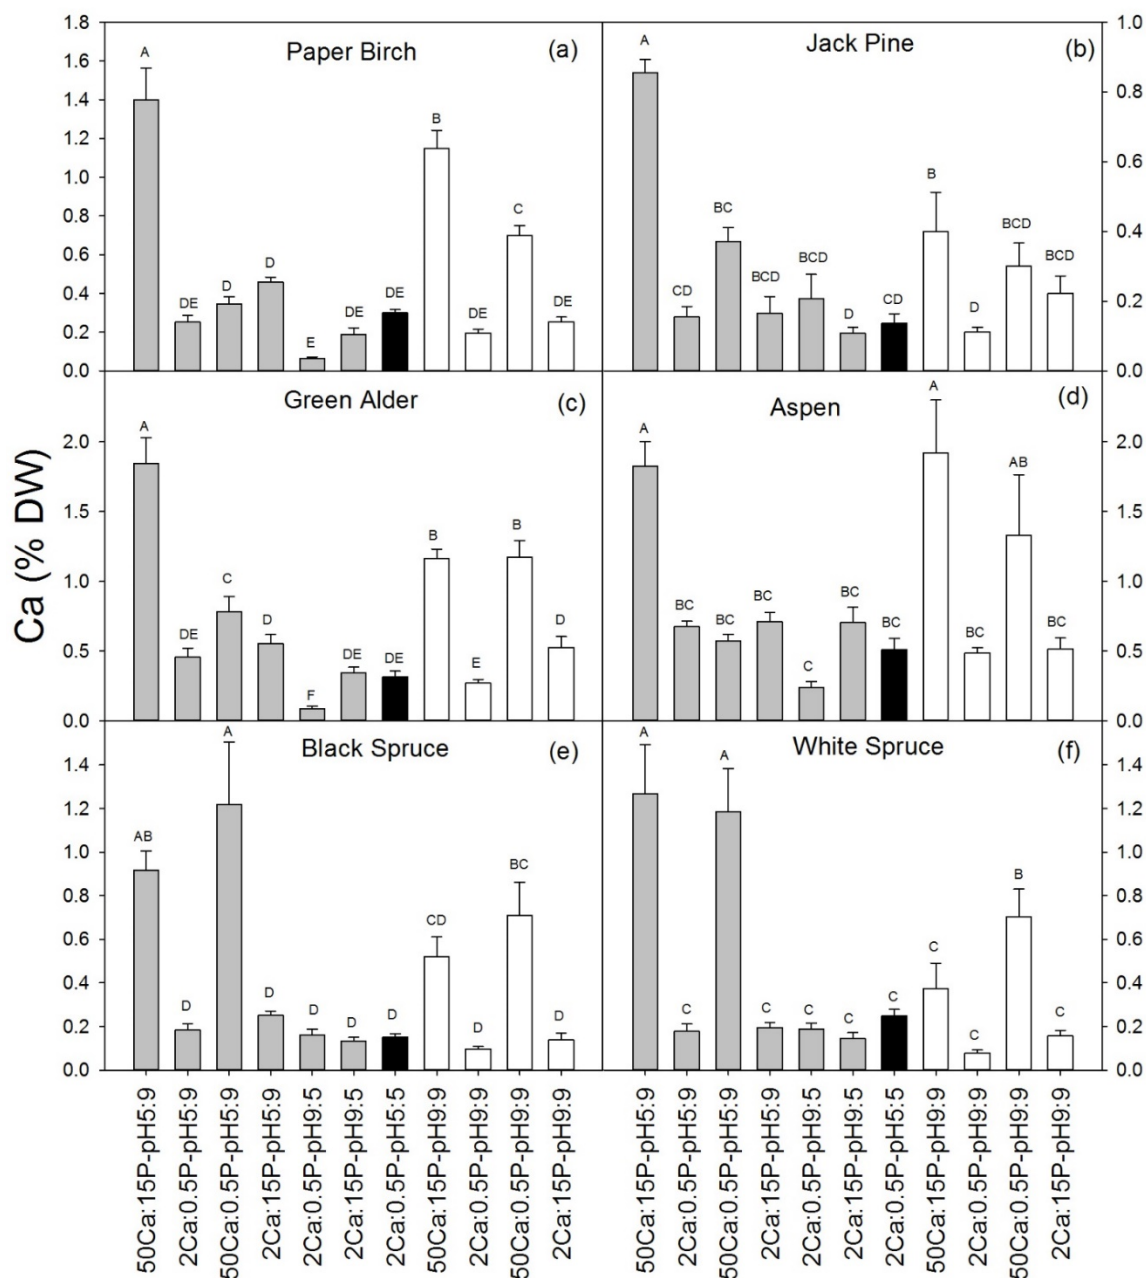 Ca (% DW)
Paper Birch (a)
1.8
1.6
1.4
1.2
1.0
0.8
0.6
0.4
0.2
0.0
A DE D D E DE DE B DE C DE
Jack Pine (b)
1.0
0.8
0.6
0.4
0.2
0.0
A CD BC BCD BCD D CD B D BCD BCD
Green Alder (c)
2.0
1.5
1.0
0.5
0.0
A DE C D F DE DE B E B D
Aspen (d)
2.0
1.5
1.0
0.5
0.0
A BC BC BC C BC BC A BC AB BC
Black Spruce (e)
1.4
1.2
1.0
0.8
0.6
0.4
0.2
0.0
AB D A D D D D CD D BC D
White Spruce (f)
1.4
1.2
1.0
0.8
0.6
0.4
0.2
0.0
A C A C C C C C C B C
50Ca:15P-pH5:9
2Ca:0.5P-pH5:9
50Ca:0.5P-pH5:9
2Ca:15P-pH5:9
2Ca:0.5P-pH9:5
2Ca:15P-pH9:5
2Ca:0.5P-pH5:5
50Ca:15P-pH9:9
2Ca:0.5P-pH9:9
50Ca:0.5P-pH9:9
2Ca:15P-pH9:9
50Ca:15P-pH5:9
2Ca:0.5P-pH5:9
50Ca:0.5P-pH5:9
2Ca:15P-pH5:9
2Ca:0.5P-pH9:5
2Ca:15P-pH9:5
2Ca:0.5P-pH5:5
50Ca:15P-pH9:9
2Ca:0.5P-pH9:9
50Ca:0.5P-pH9:9
2Ca:15P-pH9:9